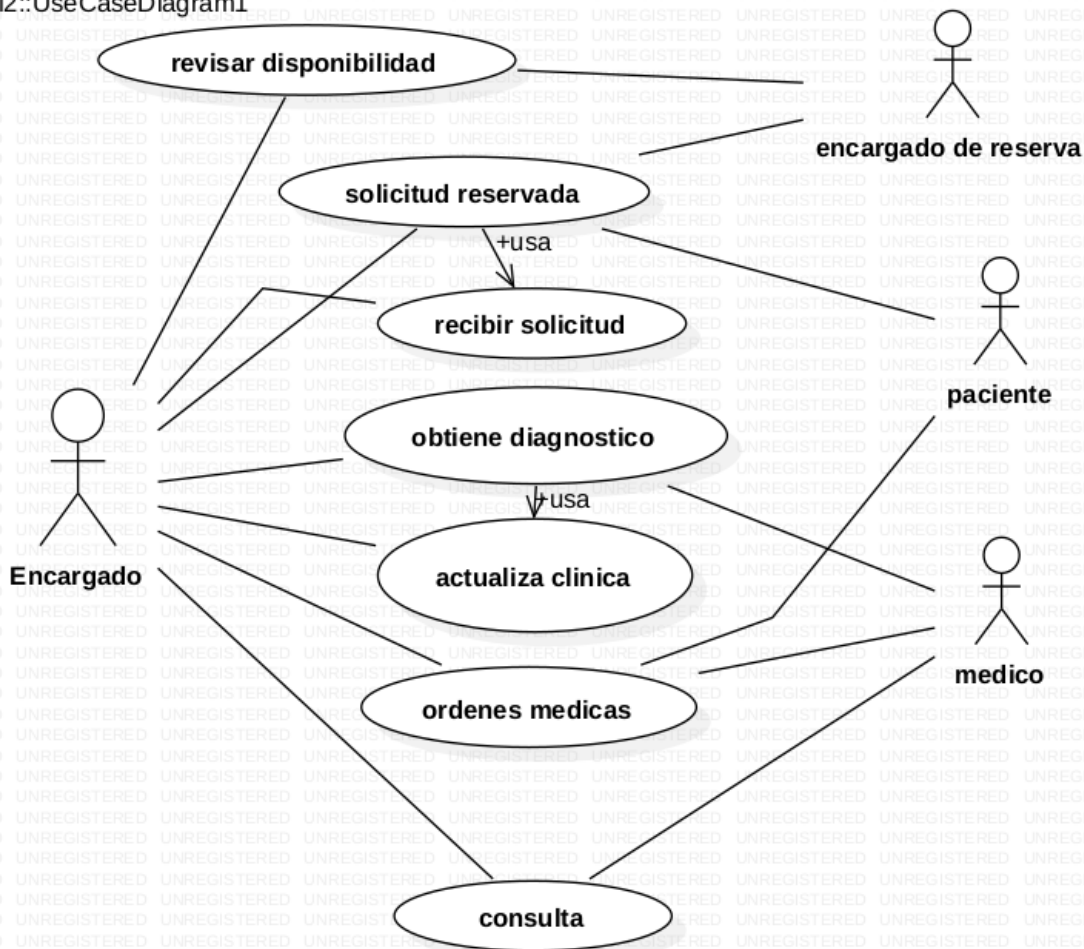 UseCaseDiagram1
revisar disponibilidad
encargado de reserva
solicitud reservada
+usa
recibir solicitud
paciente
obtiene diagnostico
+usa
Encargado
actualiza clinica
medico
ordenes medicas
consulta
UNREGISTERED